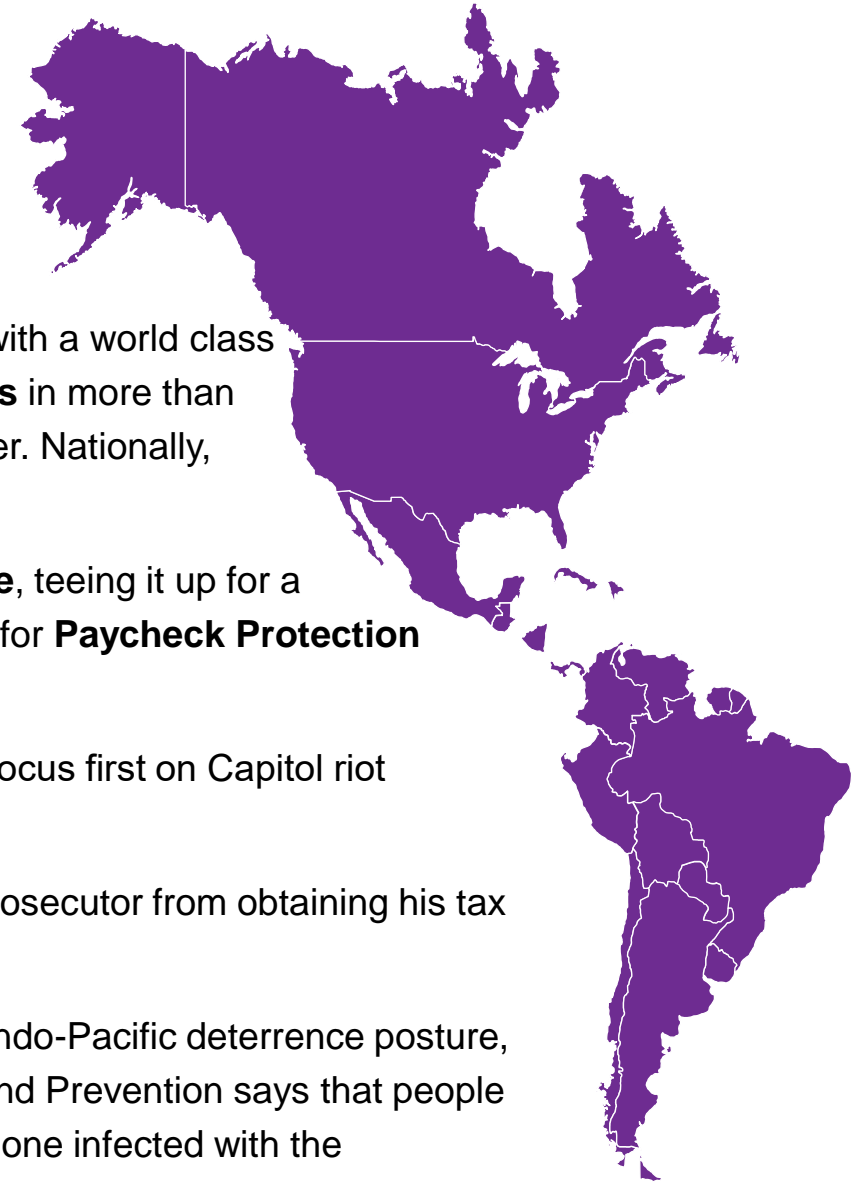 with a world class
s in more than
er. Nationally,
e, teeing it up for a
for Paycheck Protection
ocus first on Capitol riot
osecutor from obtaining his tax
ndo-Pacific deterrence posture,
nd Prevention says that people
one infected with the